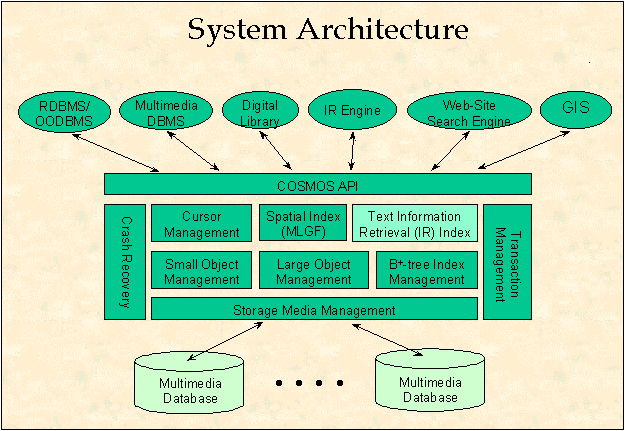 System Architecture
RDBMS/
OODBMS
Multimedia
DBMS
Digital
Library
IR Engine
Web-Site
Search Engine
GIS
COSMOS API
Crash Recovery
Cursor
Management
Spatial Index
(MLGF)
Text Information
Retrieval (IR) Index
Transaction
Management
Small Object
Management
Large Object
Management
B+-tree Index
Management
Storage Media Management
Multimedia
Database
Multimedia
Database